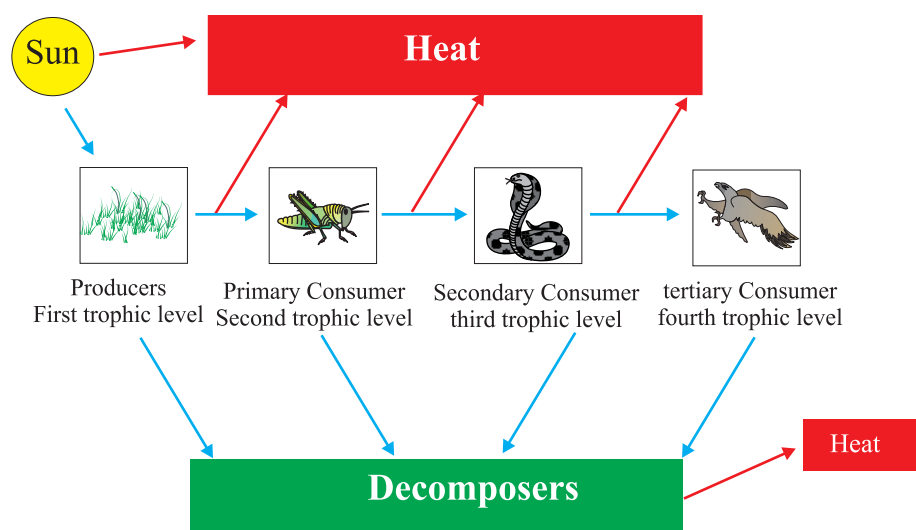 Sun
Heat
Producers
First trophic level
Primary Consumer
Second trophic level
Secondary Consumer
third trophic level
tertiary Consumer
fourth trophic level
Heat
Decomposers